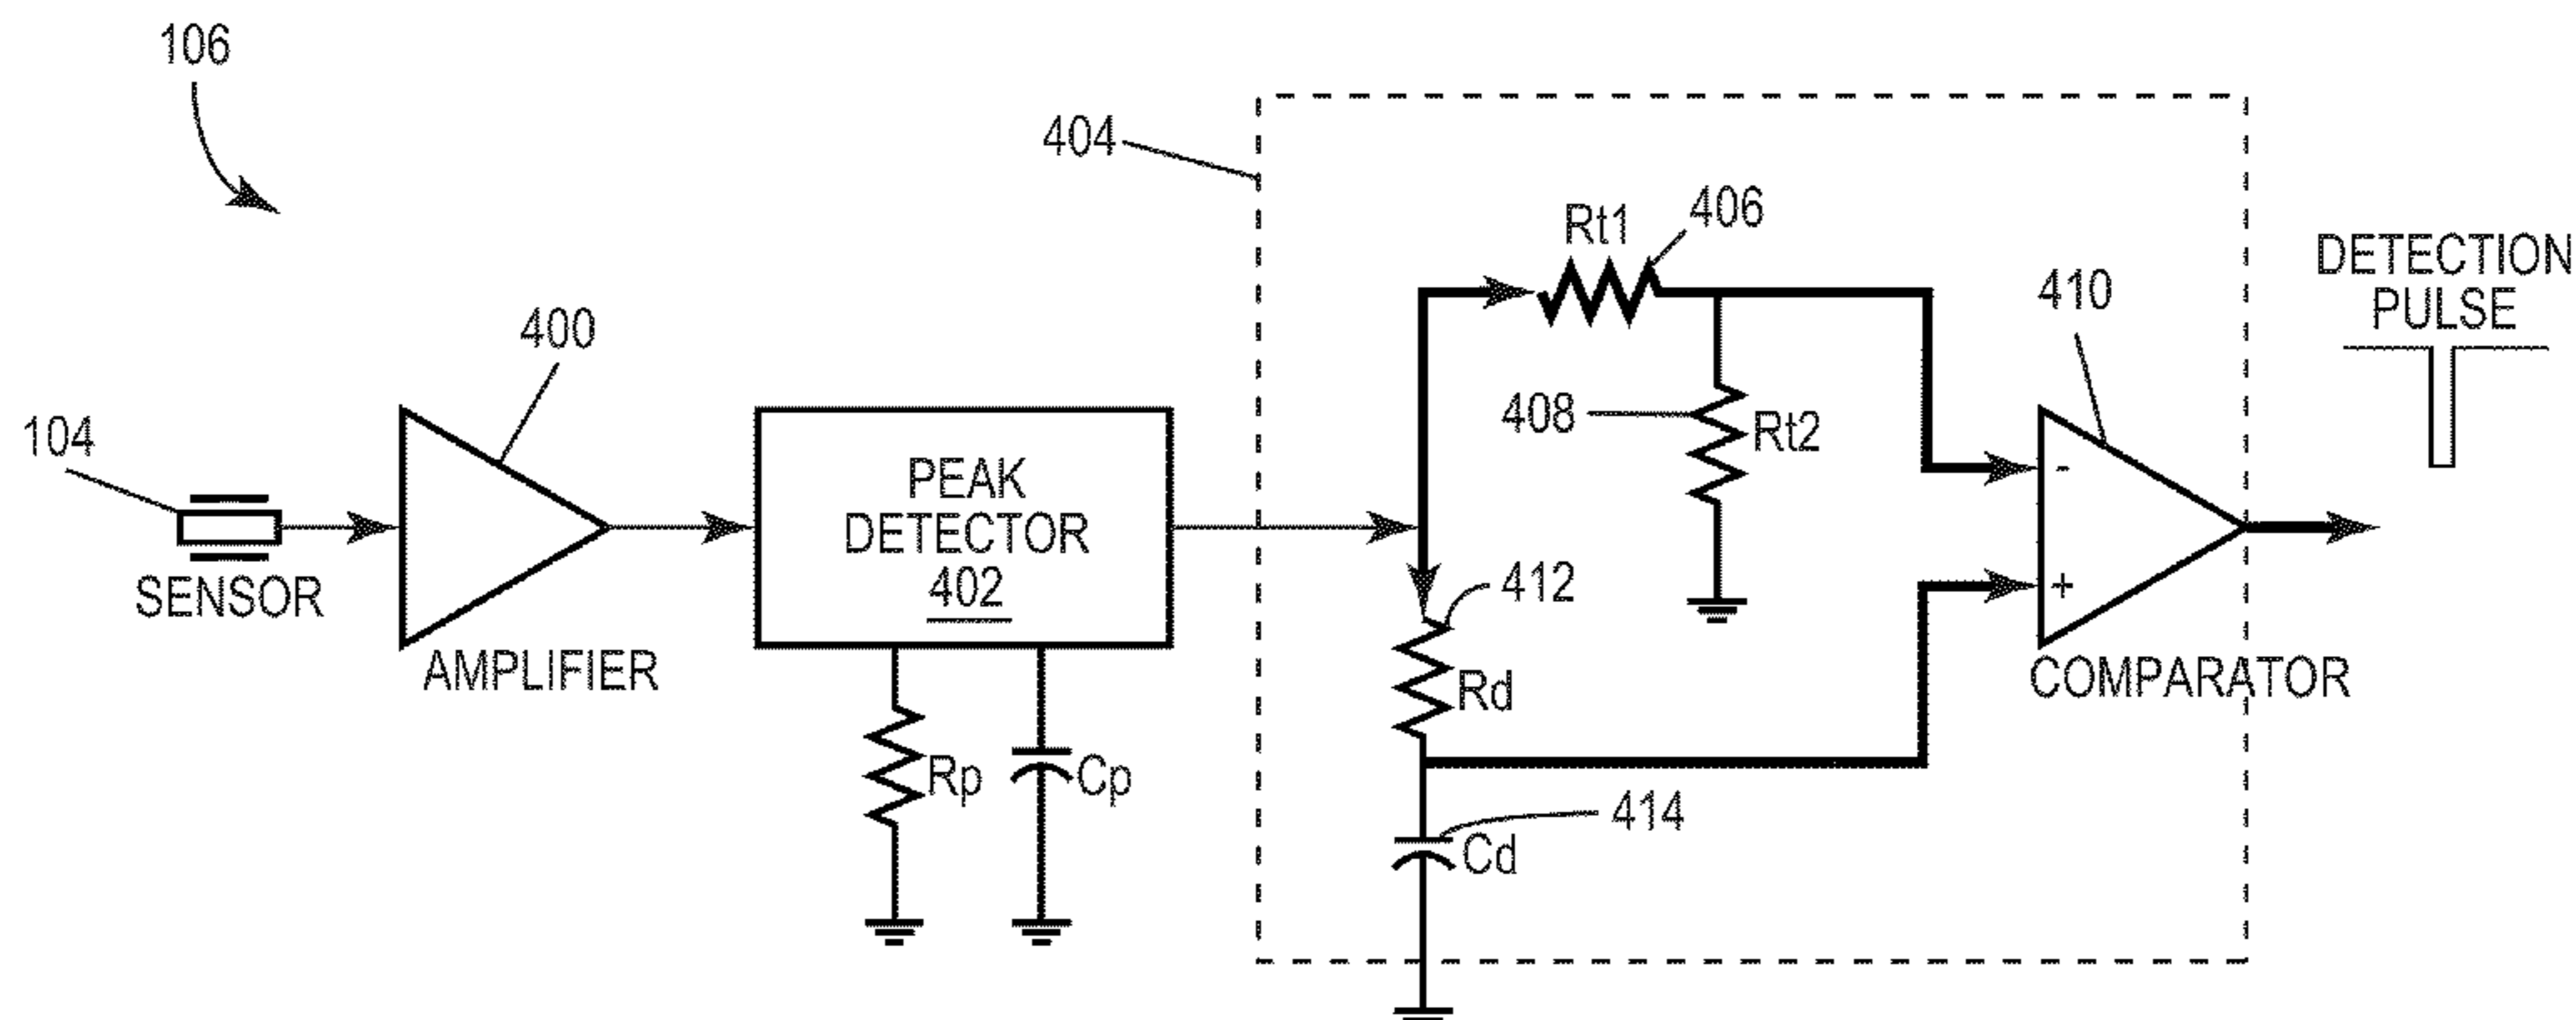 106
404
Rt1
406
DETECTION
PULSE
410
400
408
Rt2
104
PEAK
DETECTOR
402
-
+
SENSOR
412
AMPLIFIER
COMPARATOR
Rd
Rp
Cp
414
Cd